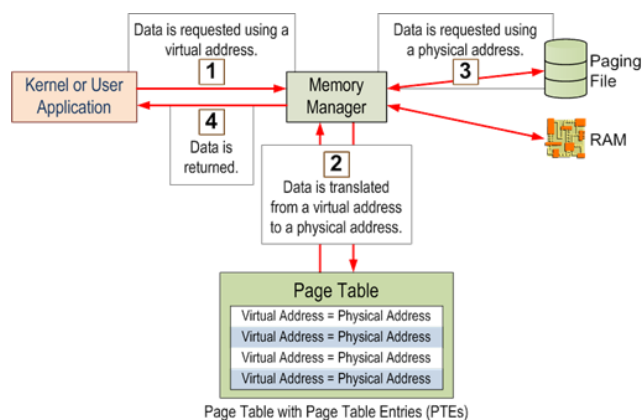 Data is requested using a
virtual address.
1
Data is requested using
a physical address.
3
Kernel or User
Application
Memory
Manager
Paging
File
4
Data is
returned.
RAM
2
Data is translated
from a virtual address
to a physical address.
Page Table
Virtual Address = Physical Address
Virtual Address = Physical Address
Virtual Address = Physical Address
Virtual Address = Physical Address
Page Table with Page Table Entries (PTEs)